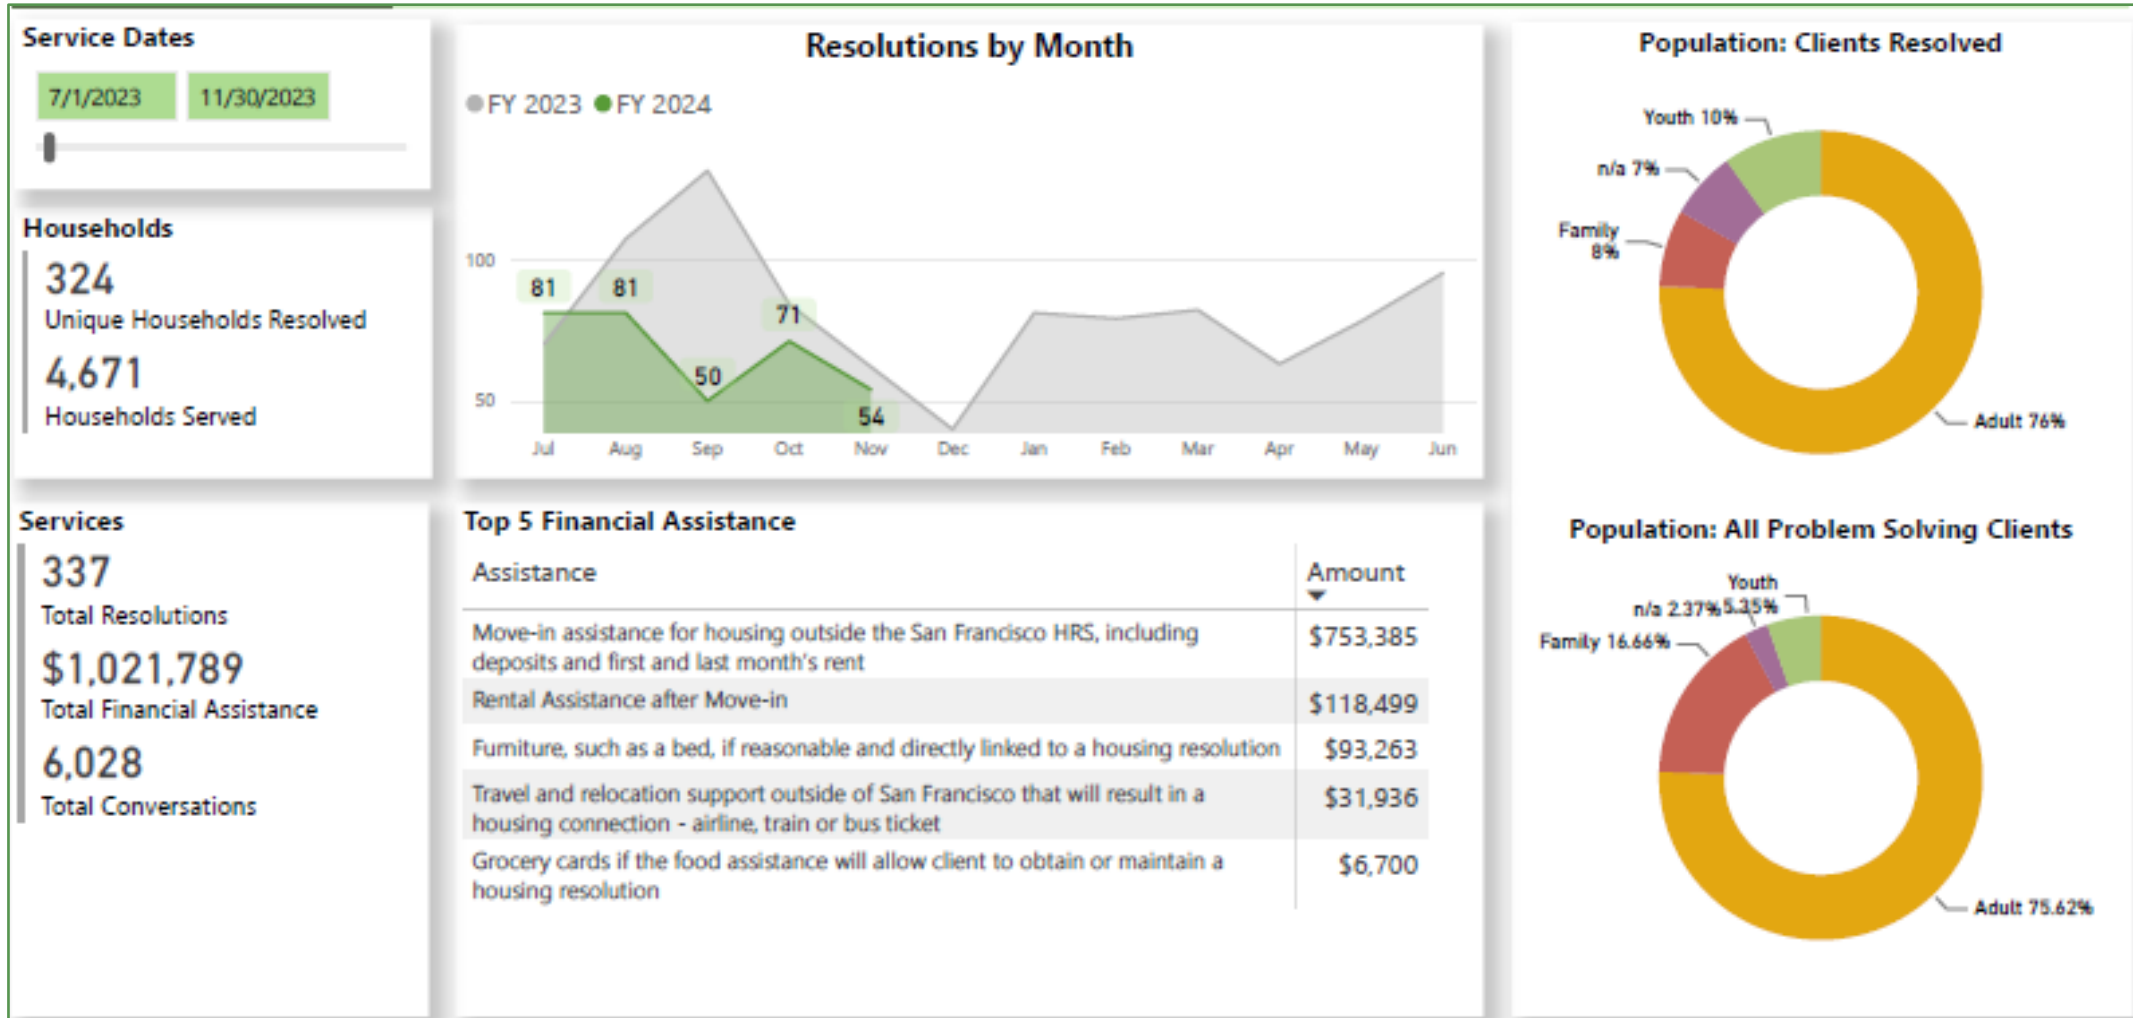 Service Dates
7/1/2023 11/30/2023
Households
324
Unique Households Resolved
4,671
Households Served
Services
337
Total Resolutions
$1,021,789
Total Financial Assistance
6,028
Total Conversations
Resolutions by Month
FY 2023 FY 2024
100
50
81
81
50
71
54
Jul Aug Sep Oct Nov Dec Jan Feb Mar Apr May Jun
Top 5 Financial Assistance
Assistance Amount
Move-in assistance for housing outside the San Francisco HRS, including
deposits and first and last month's rent
$753,385
Rental Assistance after Move-in $118,499
Furniture, such as a bed, if reasonable and directly linked to a housing resolution $93,263
Travel and relocation support outside of San Francisco that will result in a
housing connection - airline, train or bus ticket
$31,936
Grocery cards if the food assistance will allow client to obtain or maintain a
housing resolution
$6,700
Population: Clients Resolved
Youth 10%
n/a 7%
Family
8%
Adult 76%
Population: All Problem Solving Clients
Youth
5.35%
n/a 2.37%
Family 16.66%
Adult 75.62%